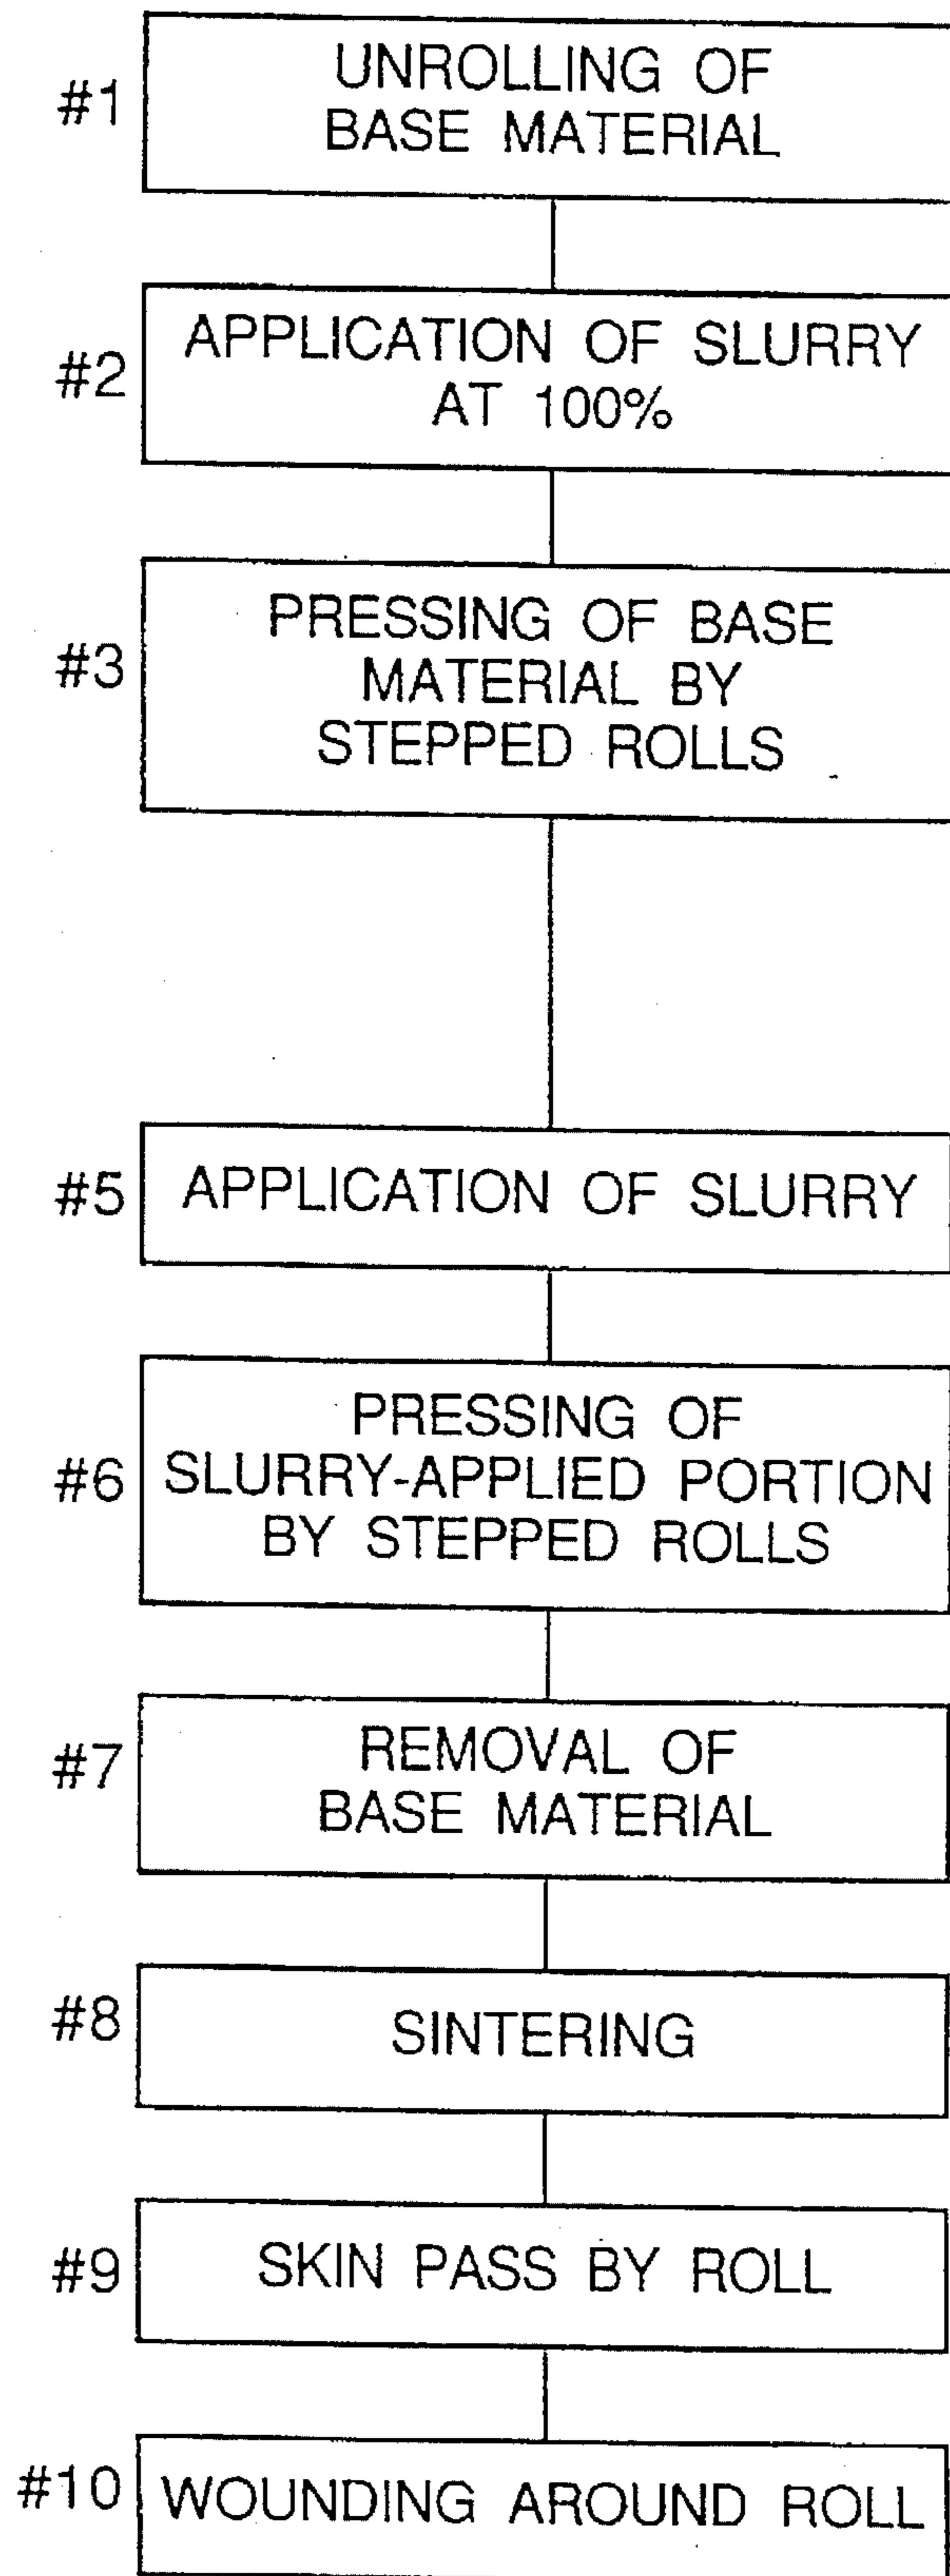 #1
UNROLLING OF
BASE MATERIAL
#2
APPLICATION OF SLURRY
AT 100%
#3
PRESSING OF BASE
MATERIAL BY
STEPPED ROLLS
#5
APPLICATION OF SLURRY
#6
PRESSING OF
SLURRY-APPLIED PORTION
BY STEPPED ROLLS
#7
REMOVAL OF
BASE MATERIAL
#8
SINTERING
#9
SKIN PASS BY ROLL
#10
WOUNDING AROUND ROLL